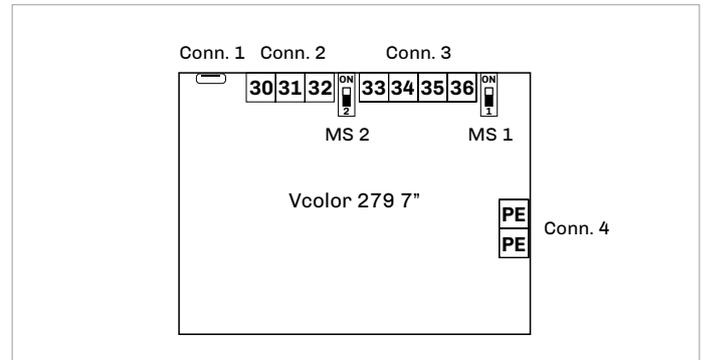 Conn. 1 Conn. 2 Conn. 3
30 31 32 ON 33 34 35 36 ON
2 1
MS 2 MS 1
Vcolor 279 7”
PE
Conn. 4
PE